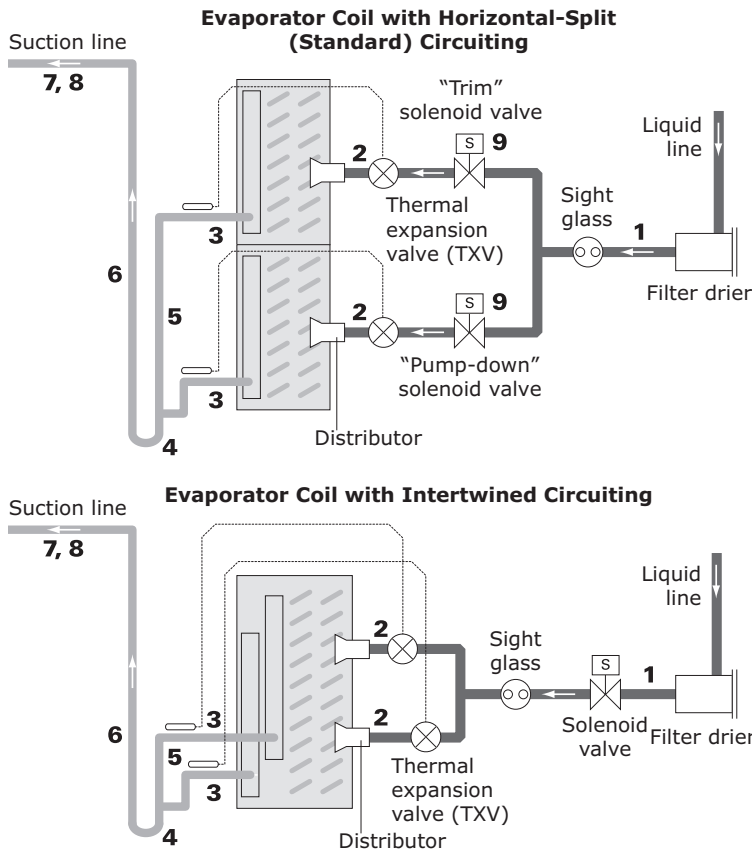 Evaporator Coil with Horizontal-Split
(Standard) Circuiting
Suction line
7, 8
"Trim"
solenoid valve
S
9
2
Liquid
line
Thermal
expansion
valve (TXV)
Sight
glass
1
3
Filter drier
6
5
2
S
9
3
"Pump-down"
solenoid valve
4
Distributor
Evaporator Coil with Intertwined Circuiting
Suction line
7, 8
Liquid
line
2
Sight
glass
S
1
3
2
6
5
Solenoid
valve
Filter drier
3
Thermal
expansion
valve (TXV)
4
Distributor